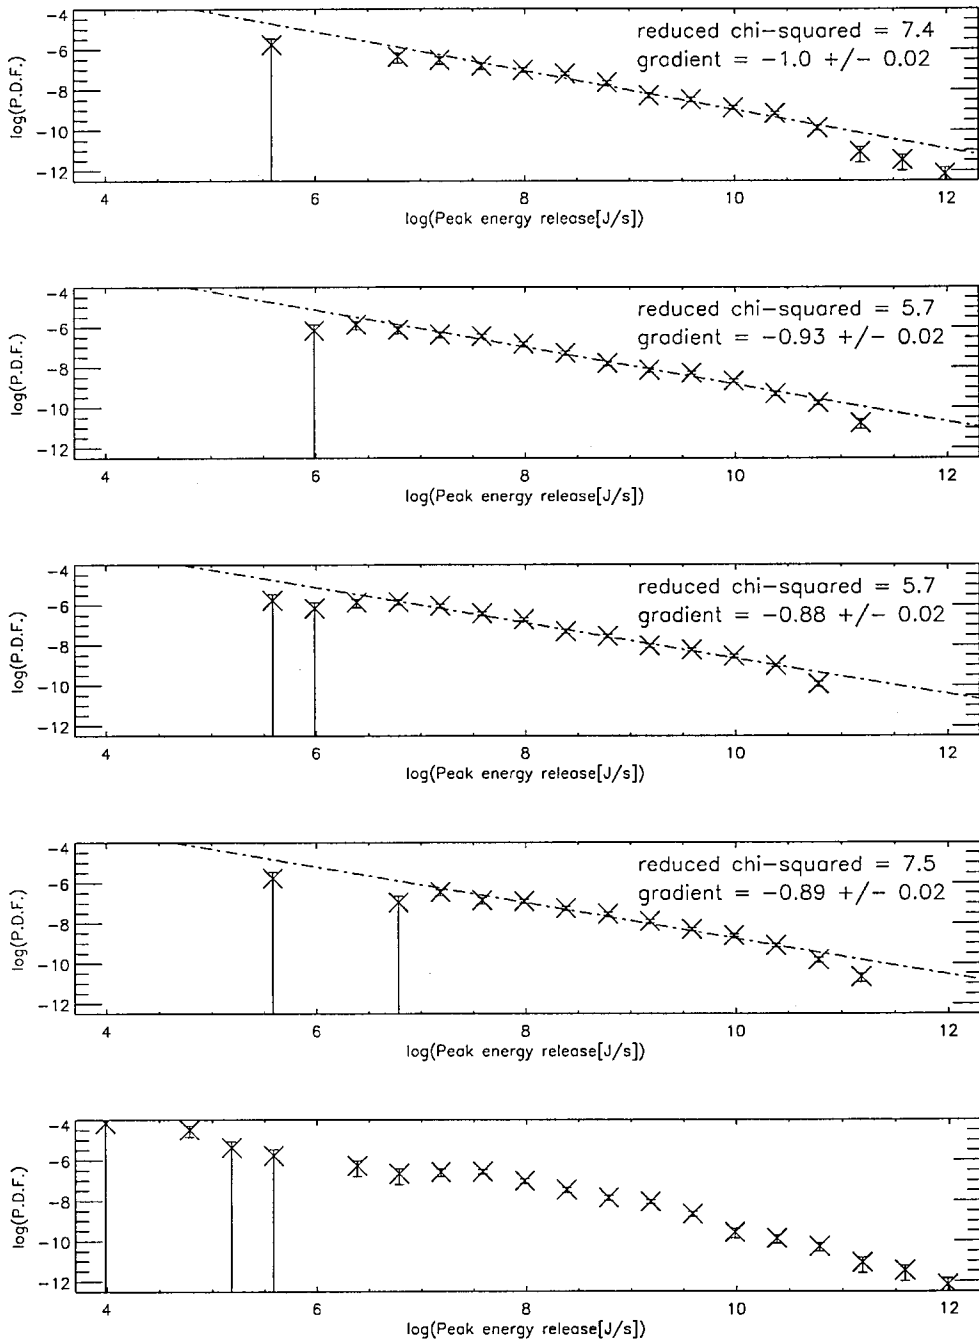 reduced chi-squared = 7.4
gradient = -1.0 +/- 0.02
log(P.D.F.)
-4
-6
-8
-10
-12
4 6 8 10 12
log(Peak energy release[J/s])
reduced chi-squared = 5.7
gradient = -0.93 +/- 0.02
log(P.D.F.)
-4
-6
-8
-10
-12
4 6 8 10 12
log(Peak energy release[J/s])
reduced chi-squared = 5.7
gradient = -0.88 +/- 0.02
log(P.D.F.)
-4
-6
-8
-10
-12
4 6 8 10 12
log(Peak energy release[J/s])
reduced chi-squared = 7.5
gradient = -0.89 +/- 0.02
log(P.D.F.)
-4
-6
-8
-10
-12
4 6 8 10 12
log(Peak energy release[J/s])
log(P.D.F.)
-4
-6
-8
-10
-12
4 6 8 10 12
log(Peak energy release[J/s])